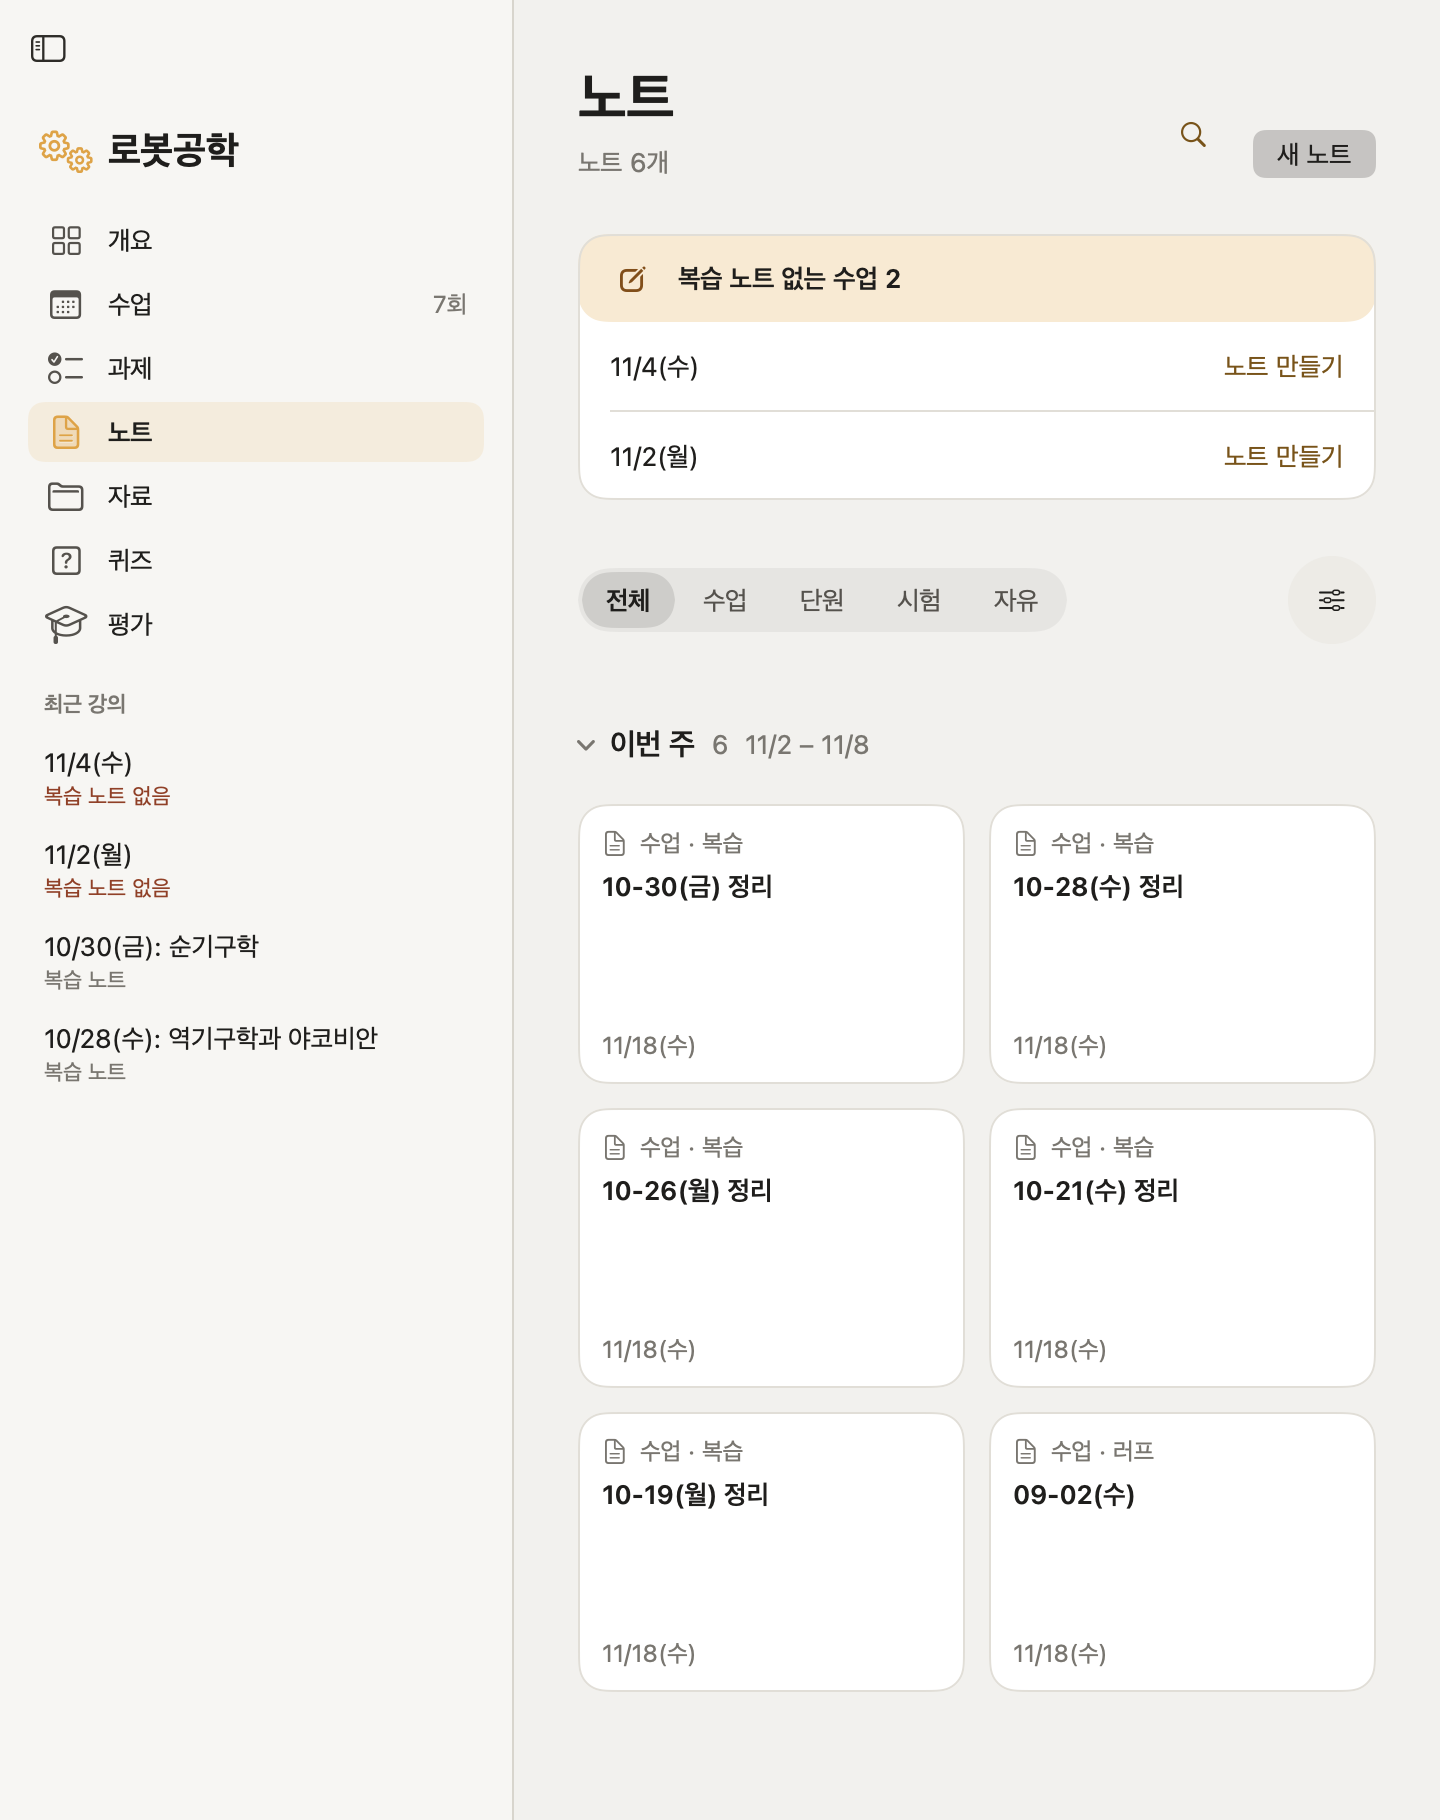 로봇공학
개요
수업 7회
과제
노트
자료
퀴즈
평가
최근 강의
11/4(수)
복습 노트 없음
11/2(월)
복습 노트 없음
10/30(금): 순기구학
복습 노트
10/28(수): 역기구학과 야코비안
복습 노트
노트
노트 6개
새 노트
복습 노트 없는 수업 2
11/4(수) 노트 만들기
11/2(월) 노트 만들기
전체 수업 단원 시험 자유
이번 주 6 11/2 – 11/8
수업 · 복습
10-30(금) 정리
11/18(수)
수업 · 복습
10-28(수) 정리
11/18(수)
수업 · 복습
10-26(월) 정리
11/18(수)
수업 · 복습
10-21(수) 정리
11/18(수)
수업 · 복습
10-19(월) 정리
11/18(수)
수업 · 러프
09-02(수)
11/18(수)